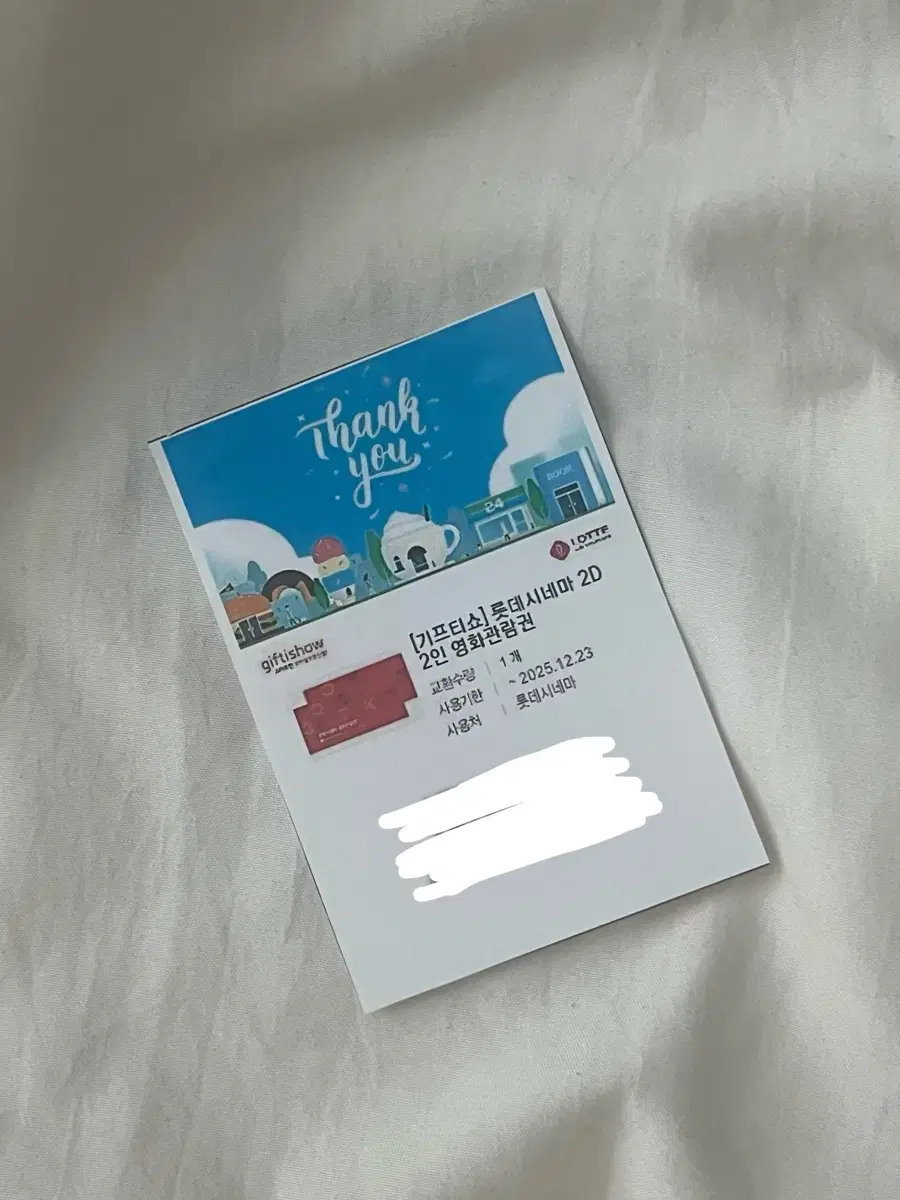 Thank
you
24
BOOK
LOTTE
giftishow
[기프티쇼] 롯데시네마 2D
2인 영화관람권
교환수량 1 개
사용기한 ~ 2025.12.23
사용처 롯데시네마